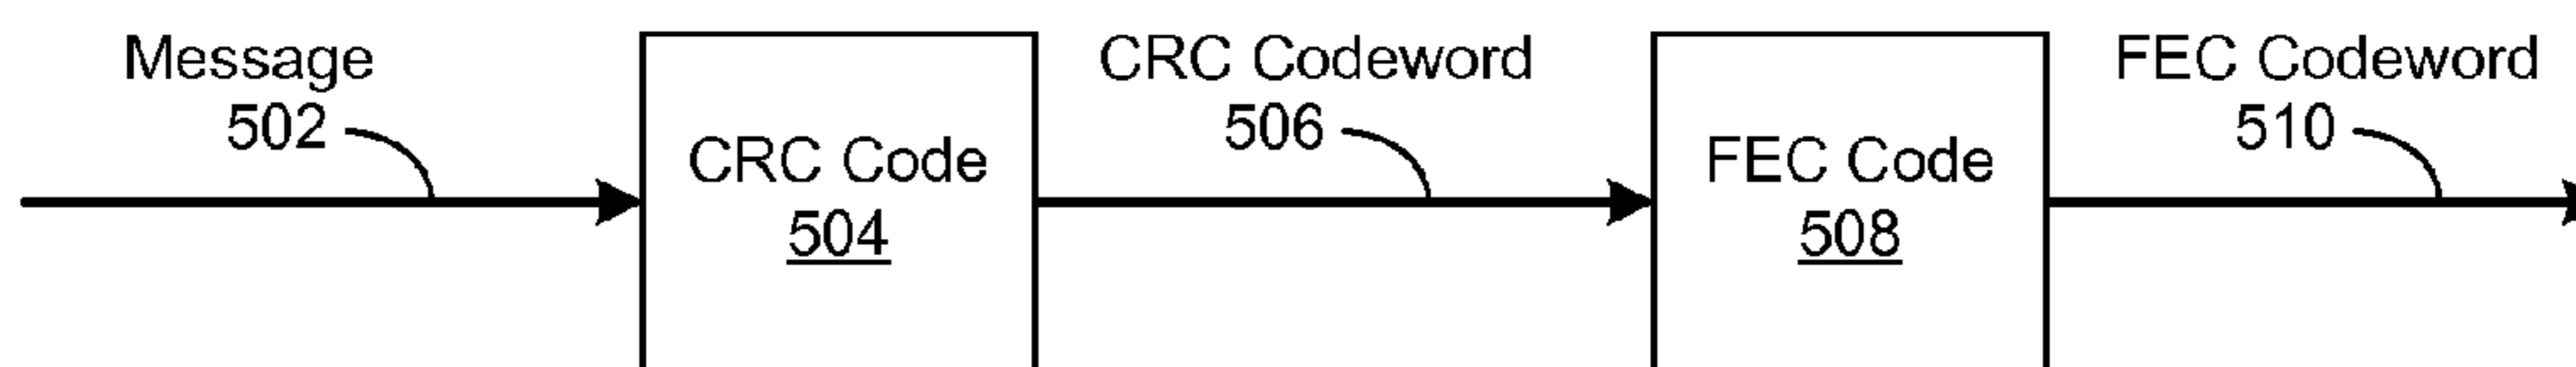 Message
502
CRC Code
504
CRC Codeword
506
FEC Code
508
FEC Codeword
510